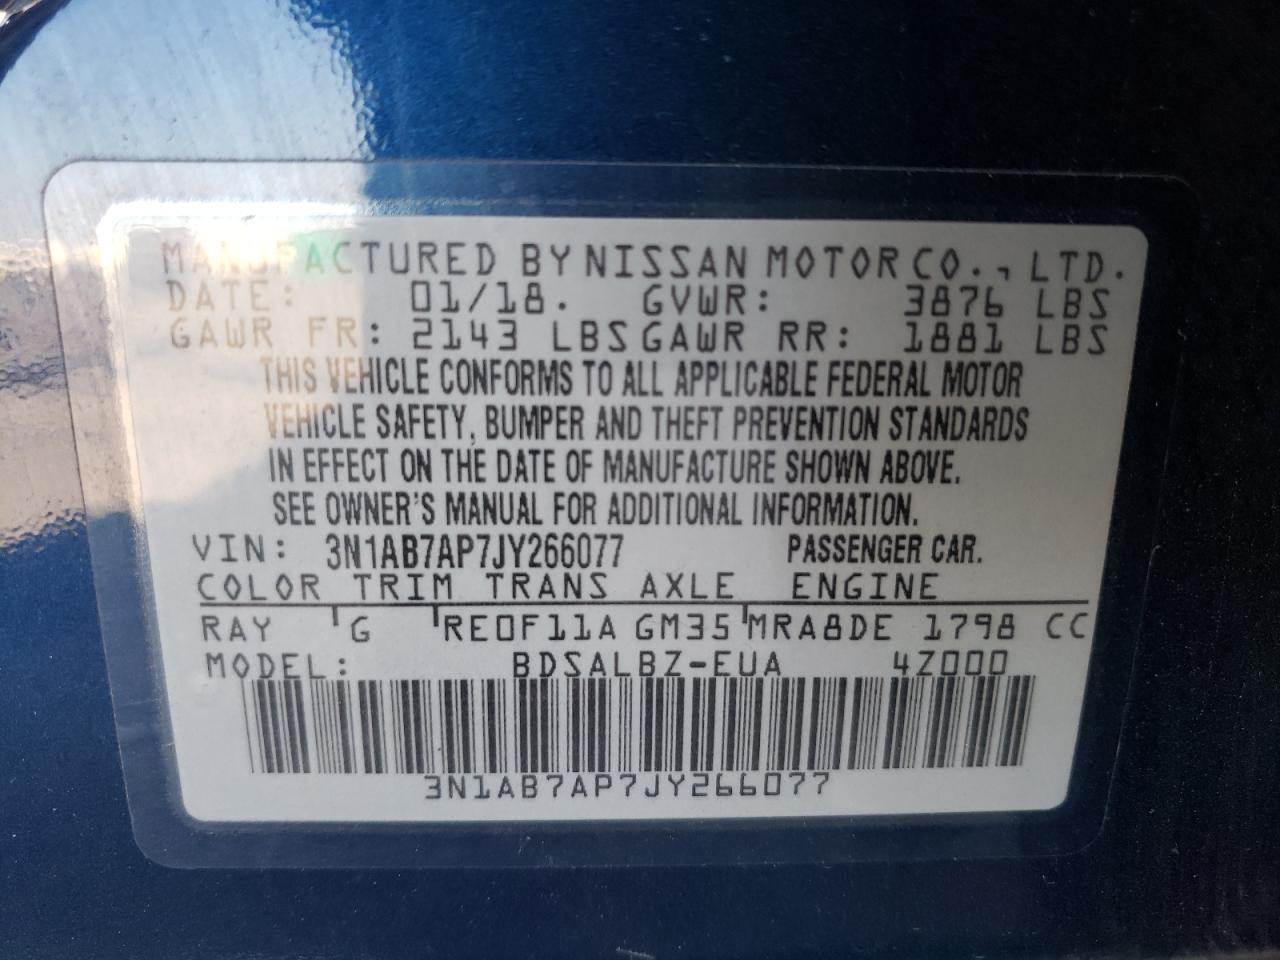 MANUFACTURED BY NISSAN MOTOR CO., LTD.
DATE: 01/18. GVWR: 3876 LBS
GAWR FR: 2143 LBS GAWR RR: 1881 LBS
THIS VEHICLE CONFORMS TO ALL APPLICABLE FEDERAL MOTOR
VEHICLE SAFETY, BUMPER AND THEFT PREVENTION STANDARDS
IN EFFECT ON THE DATE OF MANUFACTURE SHOWN ABOVE.
SEE OWNER'S MANUAL FOR ADDITIONAL INFORMATION.
VIN: 3N1AB7AP7JY266077 PASSENGER CAR.
COLOR TRIM TRANS AXLE ENGINE
RAY G RE0F11A GM35 MRA8DE 1798 CC
MODEL: BDSALBZ-EUA 4Z000
3N1AB7AP7JY266077